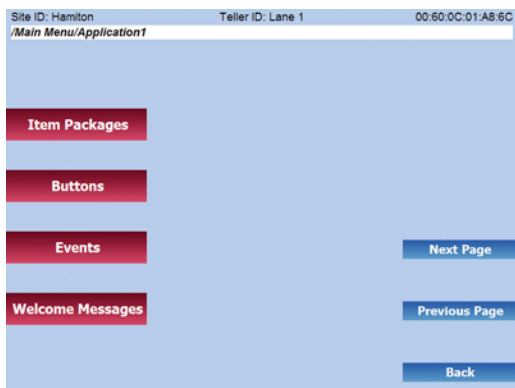 Site ID: Hamiton Teller ID: Lane 1 00:60:0C:01:A8:6C
/Main Menu/Application1
Item Packages
Buttons
Events
Next Page
Welcome Messages
Previous Page
Back